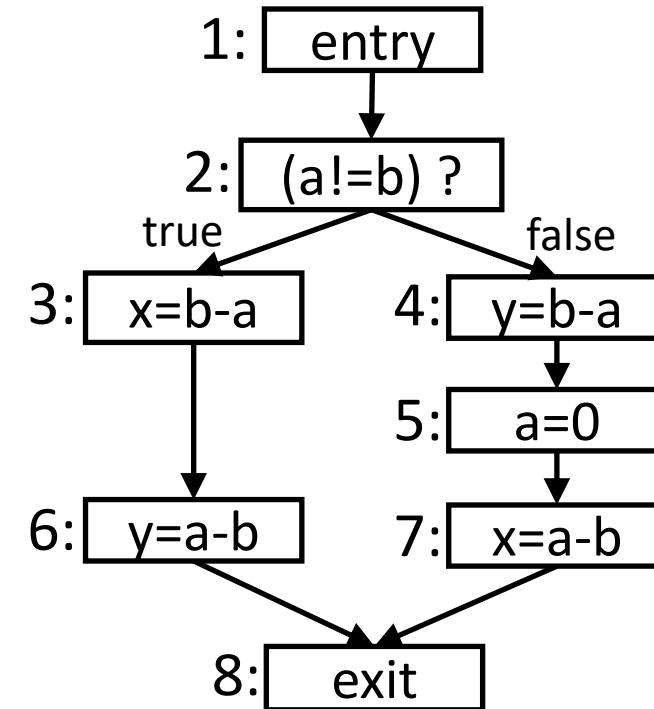 1: entry
2: (a!=b) ?
true false
3: x=b-a
4: y=b-a
5: a=0
6: y=a-b
7: x=a-b
8: exit